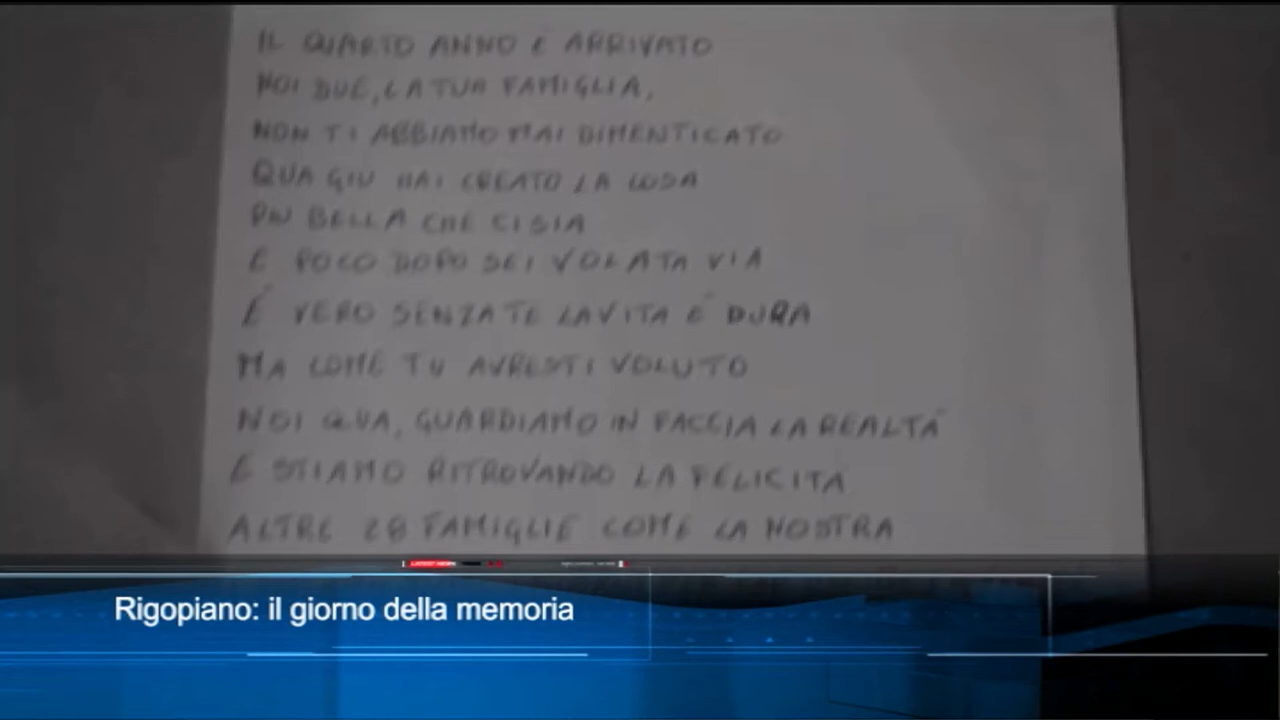 IL QUARTO ANNO È ARRIVATO
NOI DUE, LA TUA FAMIGLIA,
NON TI ABBIAMO MAI DIMENTICATO
QUA GIU HAI CREATO LA COSA
PIU BELLA CHE CI SIA
E POCO DOPO SEI VOLATA VIA
É VERO SENZA TE LA VITA É DURA
MA COME TU AVRESTI VOLUTO
NOI QUA, GUARDIAMO IN FACCIA LA REALTÁ
E STIAMO RITROVANDO LA FELICITA
ALTRE 28 FAMIGLIE COME LA NOSTRA
LATEST NEWS
Rigopiano: il giorno della memoria